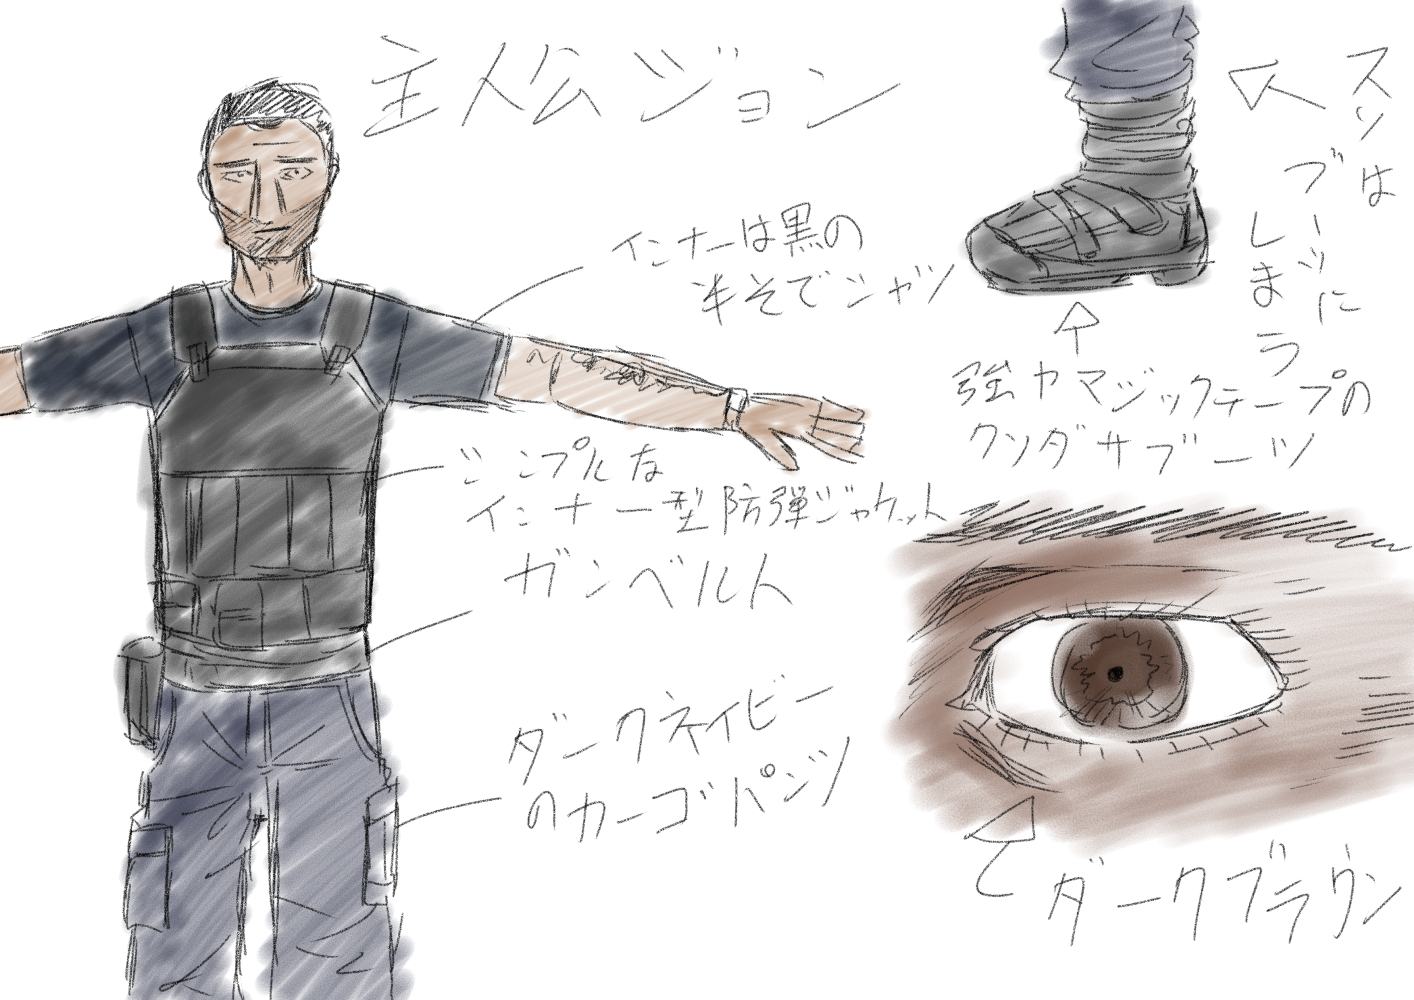 主人公 ジョン
インナーは黒の
半そでシャツ
シンプルな
インナー型防弾ジャケット
ガンベルト
ダークネイビー
のカーゴパンツ
スソは
ブーツに
しまう
強ヤマジックテープの
クソダサブーツ
ダークブラウン